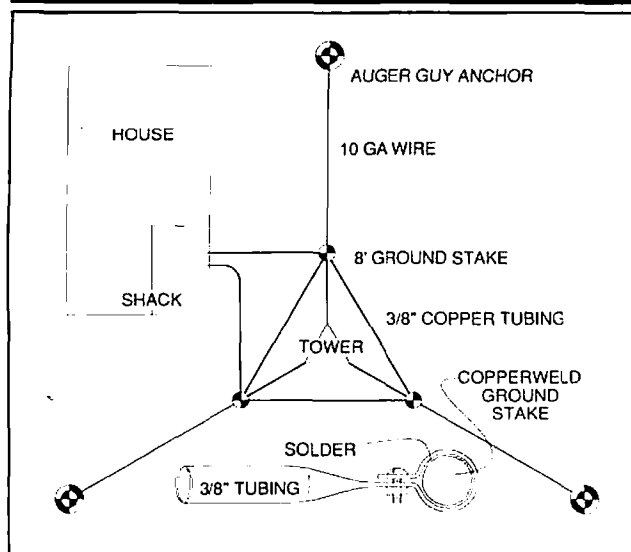 AUGER GUY ANCHOR
HOUSE
10 GA WIRE
8' GROUND STAKE
SHACK
3/8" COPPER TUBING
TOWER
COPPERWELD
GROUND
STAKE
SOLDER
3/8" TUBING